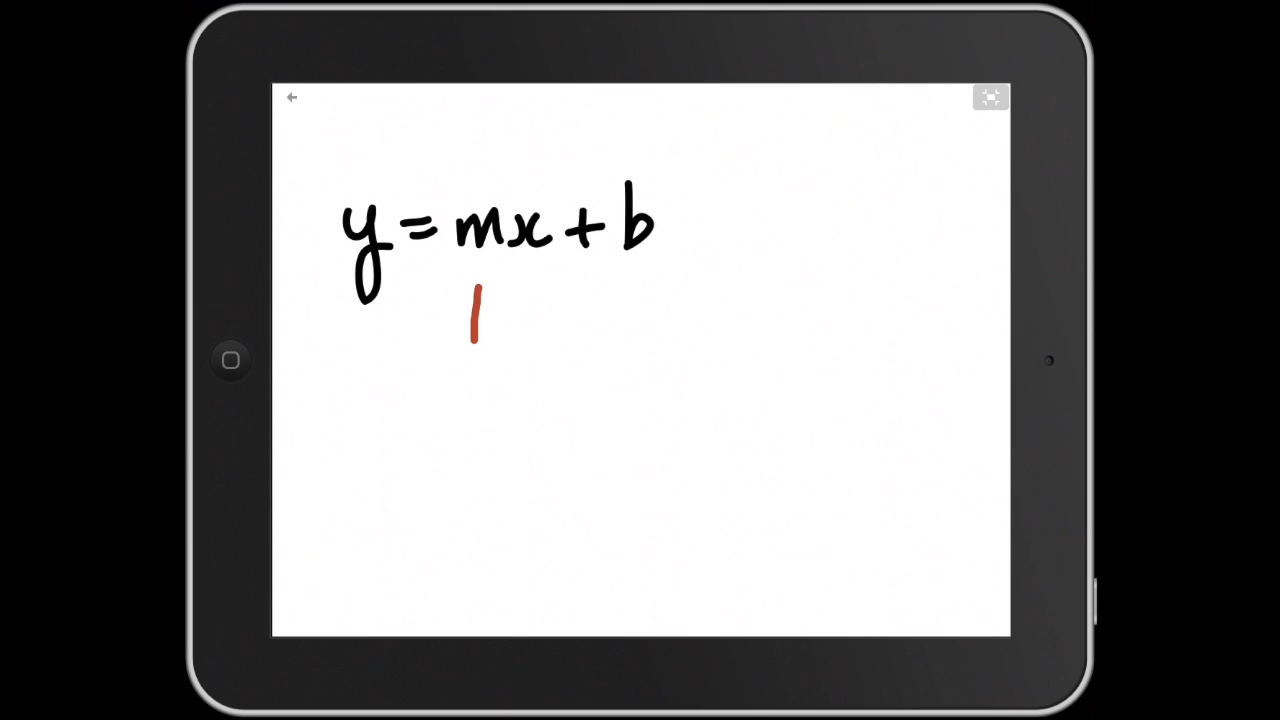 y = mx + b